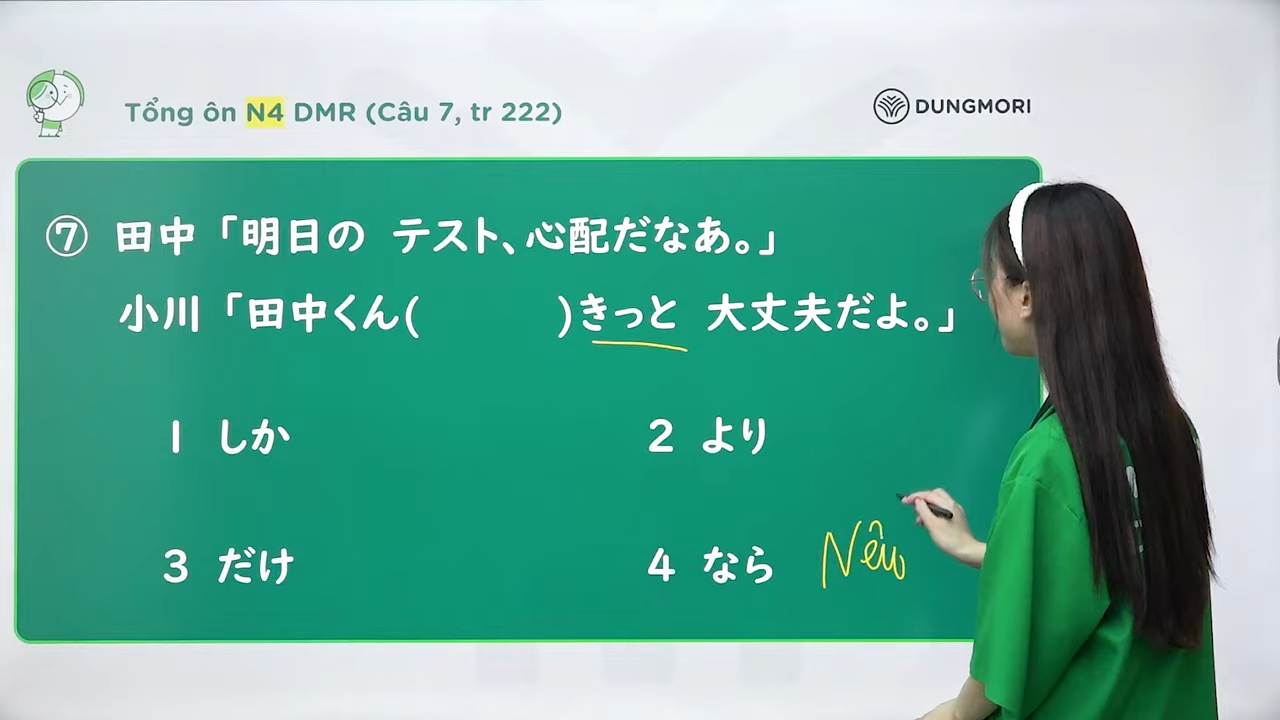 Tổng ôn N4 DMR (Câu 7, tr 222)
DUNGMORI
⑦ 田中「明日の テスト、心配だなあ。」
小川「田中くん( )きっと 大丈夫だよ。」
1 しか
2 より
3 だけ
4 なら Nếu